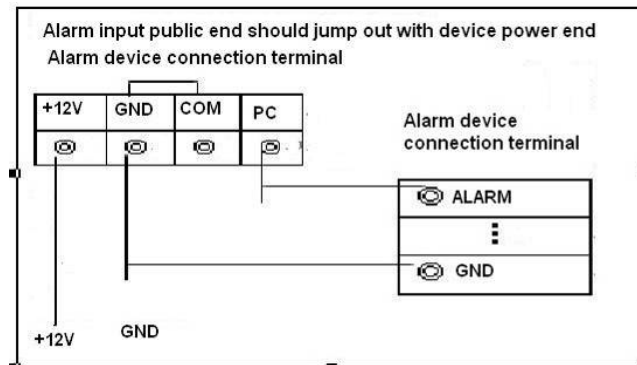 Alarm input public end should jump out with device power end
Alarm device connection terminal
+12V GND COM PC
Alarm device
connection terminal
ALARM
GND
+12V GND